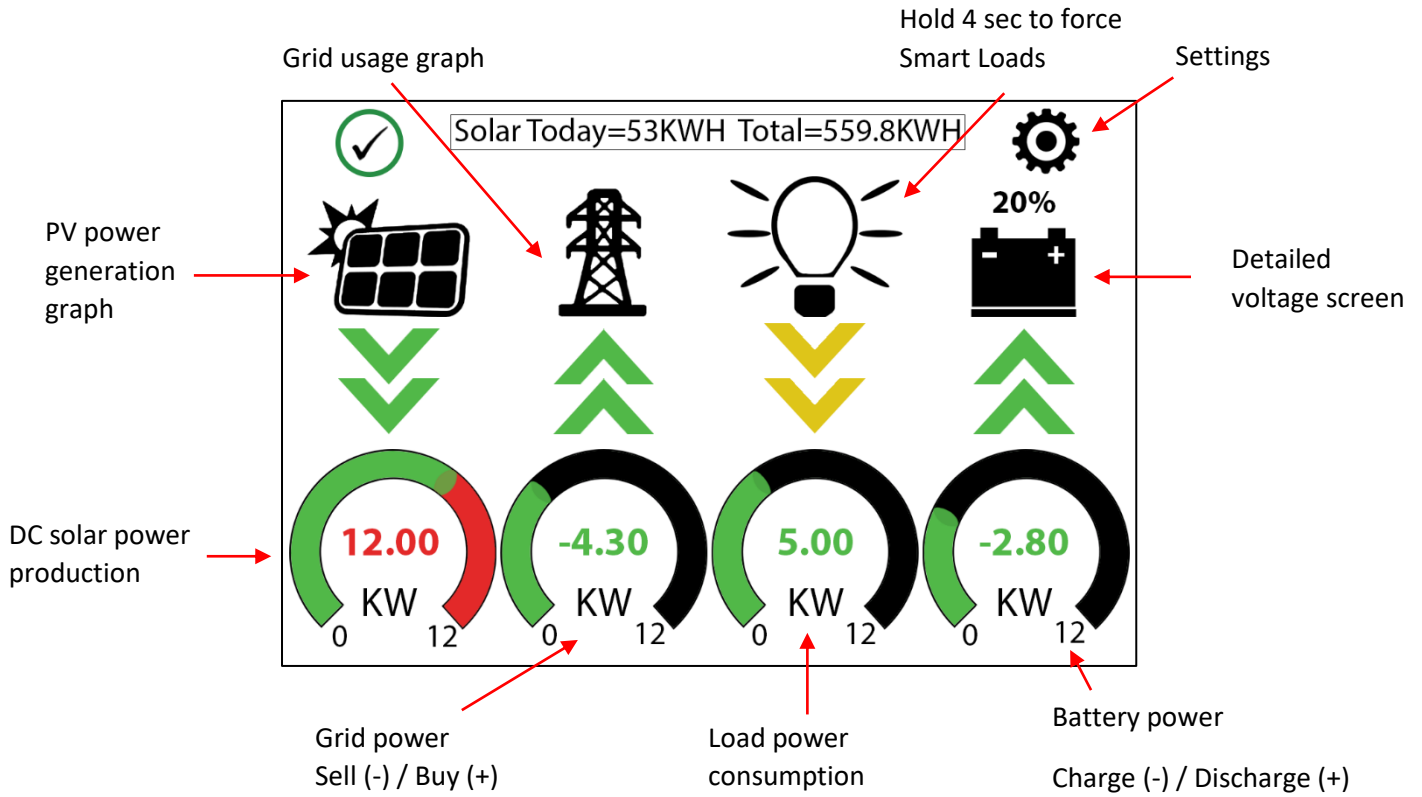 Hold 4 sec to force
Smart Loads
Grid usage graph
Settings
Solar Today=53KWH Total=559.8KWH
20%
- +
PV power
generation
graph
Detailed
voltage screen
DC solar power
production
12.00
KW
0 12
-4.30
KW
0 12
5.00
KW
0 12
-2.80
KW
0 12
Grid power
Sell (-) / Buy (+)
Load power
consumption
Battery power
Charge (-) / Discharge (+)